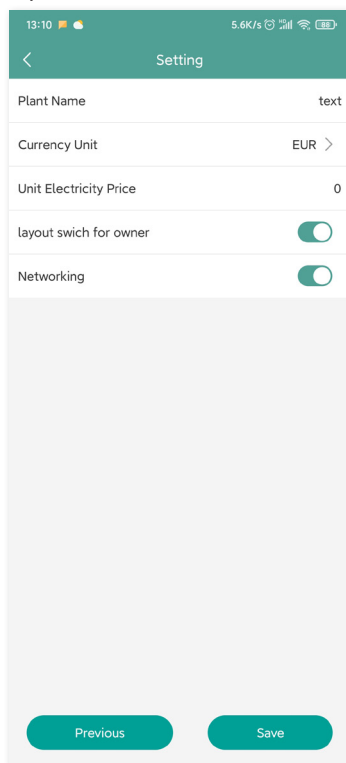 13:10 5.6K/s 88
Setting
Plant Name text
Currency Unit EUR
Unit Electricity Price 0
layout swich for owner
Networking
Previous Save